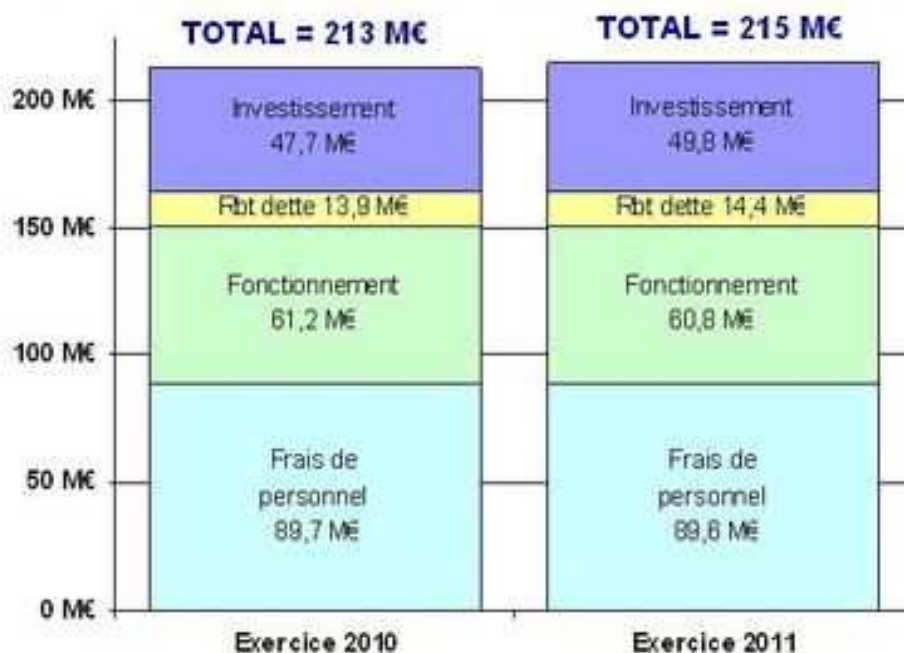 TOTAL = 213 M€
TOTAL = 215 M€
200 M€
150 M€
100 M€
50 M€
0 M€
Investissement
47,7 M€
Rbt dette 13,9 M€
Fonctionnement
61,2 M€
Frais de
personnel
89,7 M€
Investissement
49,8 M€
Rbt dette 14,4 M€
Fonctionnement
60,8 M€
Frais de
personnel
89,6 M€
Exercice 2010
Exercice 2011